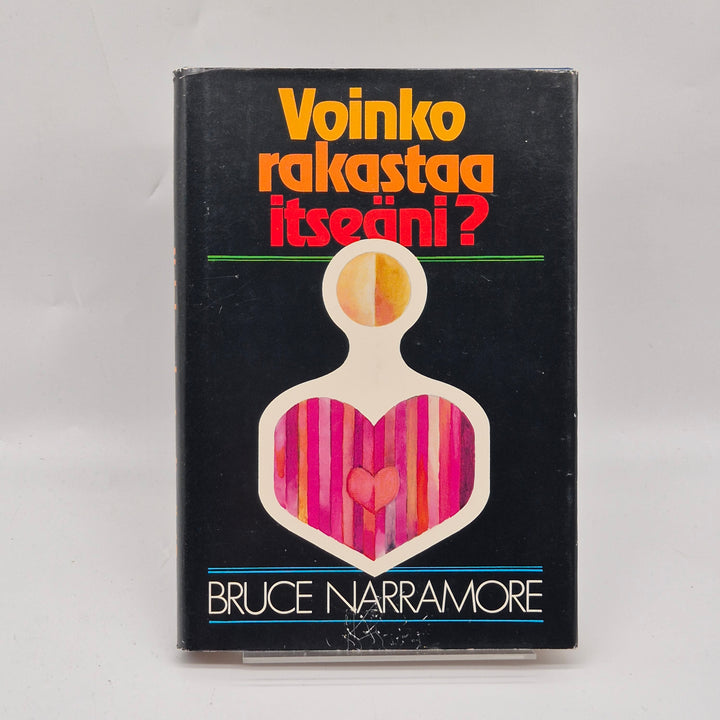 Voinko
rakastaa
itseäni?
BRUCE NARRAMORE